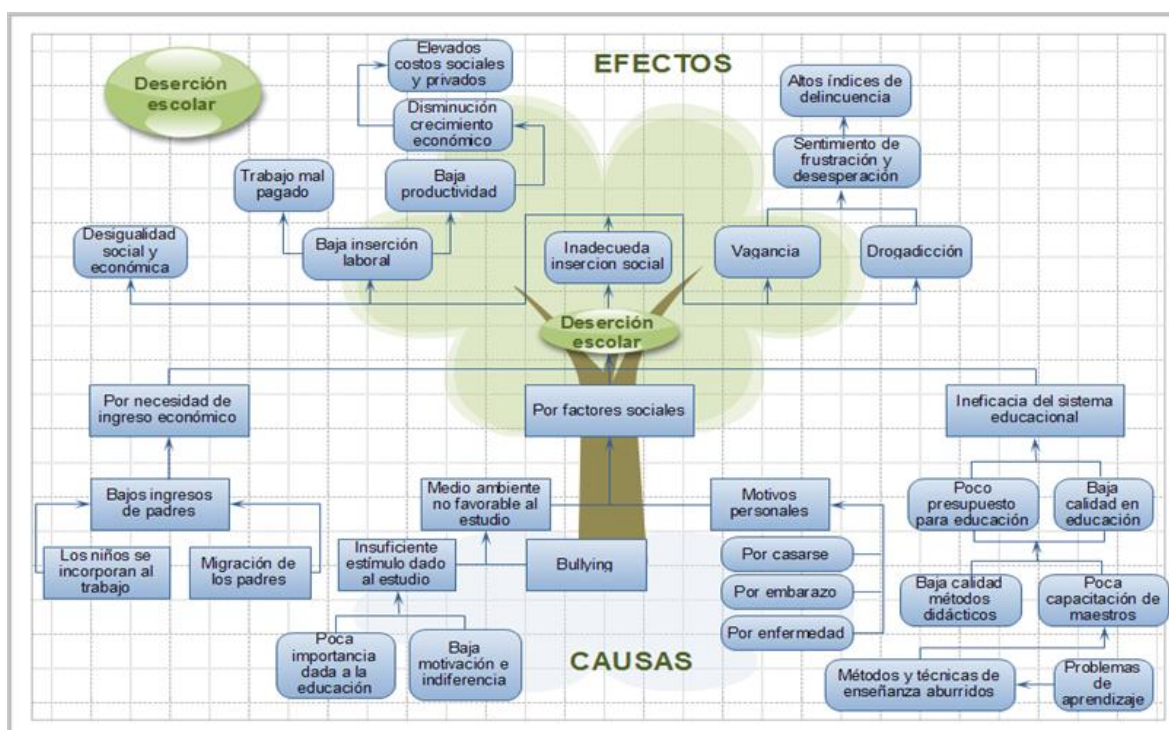 Deserción
escolar
EFECTOS
Elevados
costos sociales
y privados
Disminución
crecimiento
económico
Altos índices de
delincuencia
Sentimiento de
frustración y
desesperación
Trabajo mal
pagado
Baja
productividad
Desigualdad
social y
económica
Baja inserción
laboral
Inadecueda
insercion social
Vagancia
Drogadicción
Deserción
escolar
Por necesidad de
ingreso económico
Por factores sociales
Ineficacia del sistema
educacional
Bajos ingresos
de padres
Medio ambiente
no favorable al
estudio
Motivos
personales
Poco
presupuesto
para educación
Baja
calidad en
educación
Los niños se
incorporan al
trabajo
Migración de
los padres
Insuficiente
estímulo dado
al estudio
Bullying
Por casarse
Por embarazo
Por enfermedad
Baja calidad
métodos
didácticos
Poca
capacitación de
maestros
Poca
importancia
dada a la
educación
Baja
motivación e
indiferencia
CAUSAS
Métodos y técnicas de
enseñanza aburridos
Problemas
de
aprendizaje